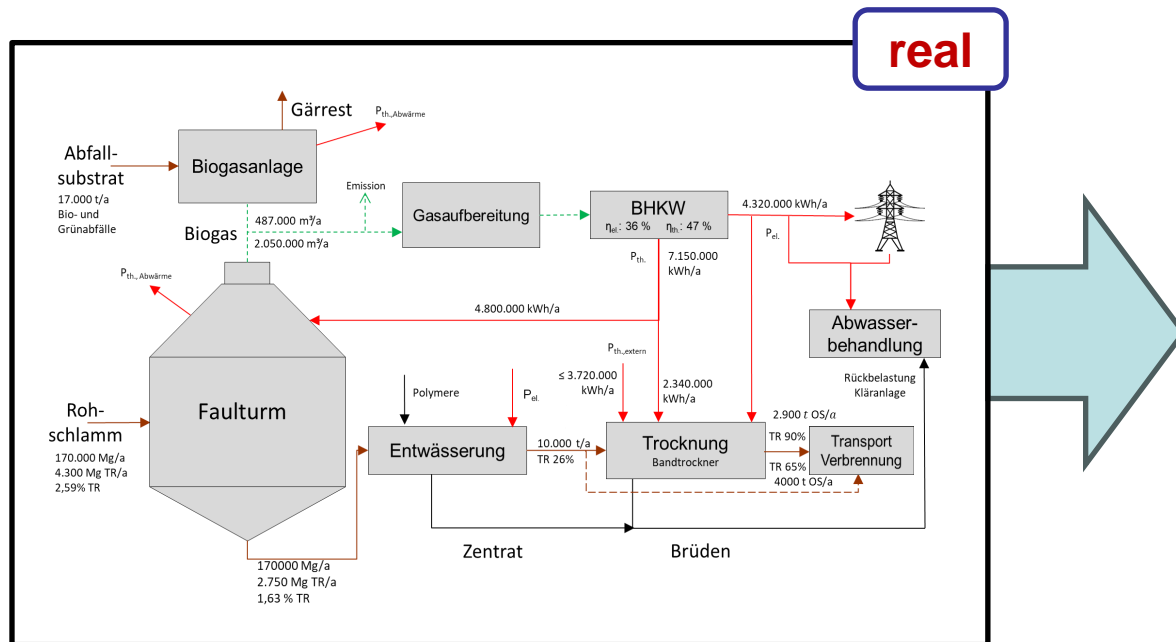 real
Gärrest
P th.,Abwärme
Abfall-
substrat
17.000 t/a
Bio- und
Grünabfälle
Biogasanlage
Emission
487.000 m³/a
Biogas
2.050.000 m³/a
Gasaufbereitung
BHKW
ηel.: 36 % ηth.: 47 %
4.320.000 kWh/a
Pel.
Pth.
7.150.000
kWh/a
P th., Abwärme
4.800.000 kWh/a
Abwasser-
behandlung
Rückbelastung
Kläranlage
Faulturm
Roh-
schlamm
170.000 Mg/a
4.300 Mg TR/a
2,59% TR
Polymere
Pel.
Pth.,extern
≤ 3.720.000
kWh/a
2.340.000
kWh/a
Entwässerung
10.000 t/a
TR 26%
Trocknung
Bandtrockner
2.900 t OS/a
TR 90%
TR 65%
4000 t OS/a
Transport
Verbrennung
Zentrat
Brüden
170000 Mg/a
2.750 Mg TR/a
1,63 % TR